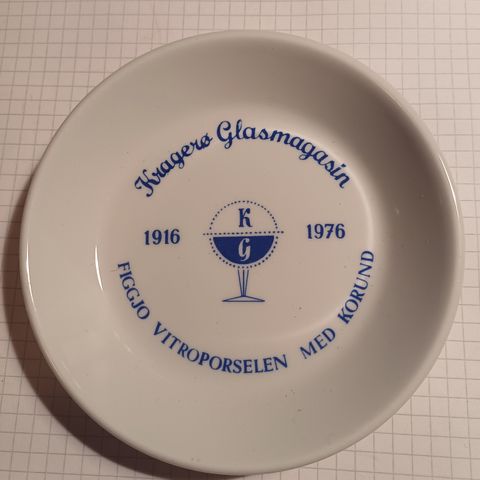 Kragerø Glasmagasin
1916
K
G
1976
FIGGJO VITROPORSELEN MED KORUND